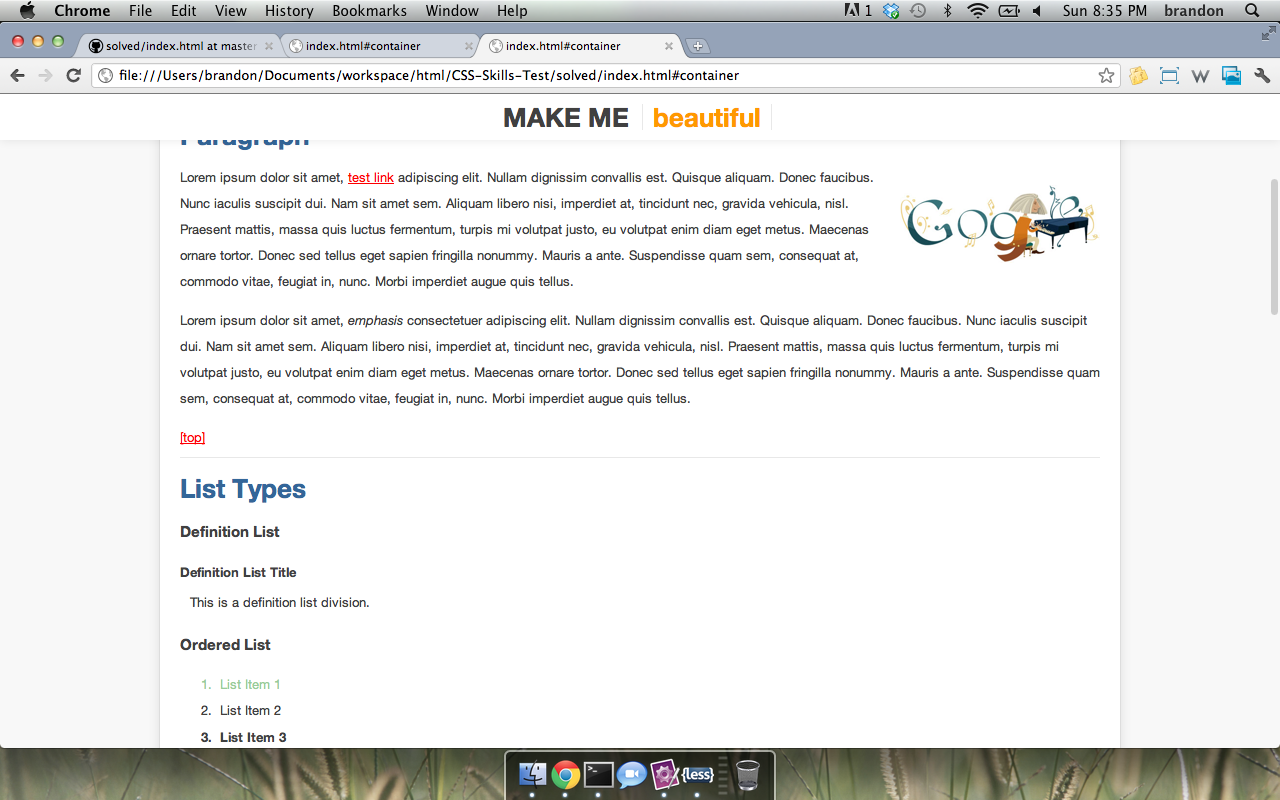 Chrome File Edit View History Bookmarks Window Help 1 Sun 8:35 PM brandon
solved/index.html at master index.html#container index.html#container
file:///Users/brandon/Documents/workspace/html/CSS-Skills-Test/solved/index.html#container W
MAKE ME beautiful
Paragraph
Lorem ipsum dolor sit amet, test link adipiscing elit. Nullam dignissim convallis est. Quisque aliquam. Donec faucibus.
Nunc iaculis suscipit dui. Nam sit amet sem. Aliquam libero nisi, imperdiet at, tincidunt nec, gravida vehicula, nisl.
Praesent mattis, massa quis luctus fermentum, turpis mi volutpat justo, eu volutpat enim diam eget metus. Maecenas
ornare tortor. Donec sed tellus eget sapien fringilla nonummy. Mauris a ante. Suspendisse quam sem, consequat at,
commodo vitae, feugiat in, nunc. Morbi imperdiet augue quis tellus.
Google
Lorem ipsum dolor sit amet, emphasis consectetuer adipiscing elit. Nullam dignissim convallis est. Quisque aliquam. Donec faucibus. Nunc iaculis suscipit
dui. Nam sit amet sem. Aliquam libero nisi, imperdiet at, tincidunt nec, gravida vehicula, nisl. Praesent mattis, massa quis luctus fermentum, turpis mi
volutpat justo, eu volutpat enim diam eget metus. Maecenas ornare tortor. Donec sed tellus eget sapien fringilla nonummy. Mauris a ante. Suspendisse quam
sem, consequat at, commodo vitae, feugiat in, nunc. Morbi imperdiet augue quis tellus.
[top]
List Types
Definition List
Definition List Title
This is a definition list division.
Ordered List
1. List Item 1
2. List Item 2
3. List Item 3
{less}